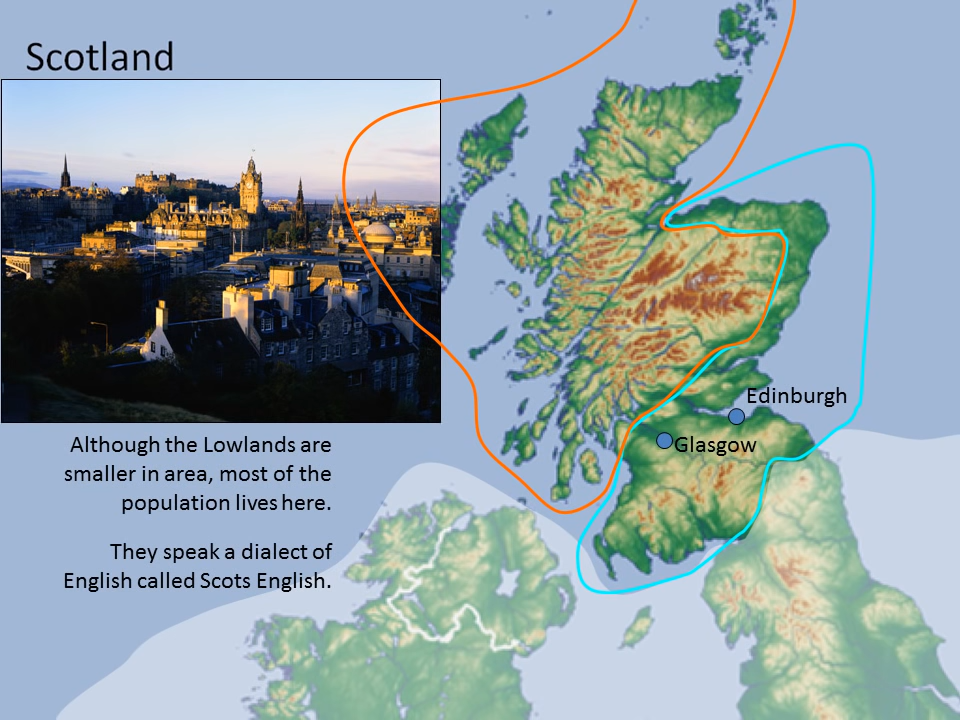 Scotland
Although the Lowlands are
smaller in area, most of the
population lives here.
They speak a dialect of
English called Scots English.
Edinburgh
Glasgow